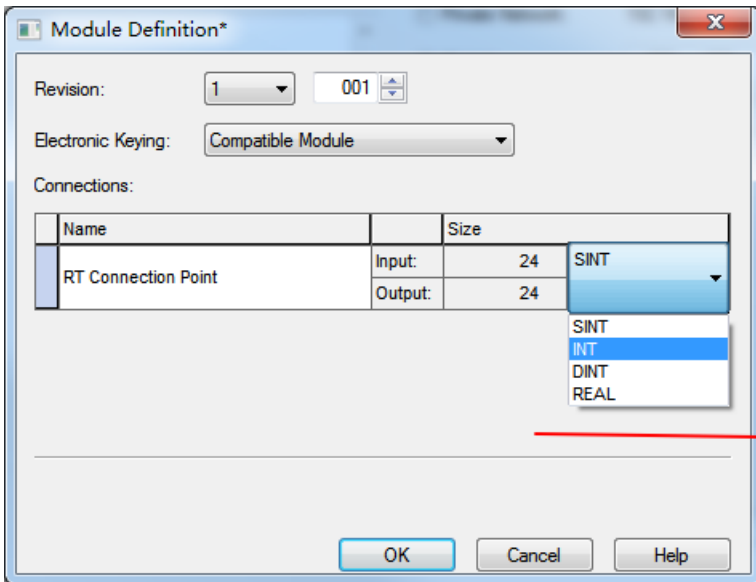 Module Definition*
Revision: 1 001
Electronic Keying: Compatible Module
Connections:
Name Size
RT Connection Point Input: 24 SINT
Output: 24
SINT
INT
DINT
REAL
OK Cancel Help